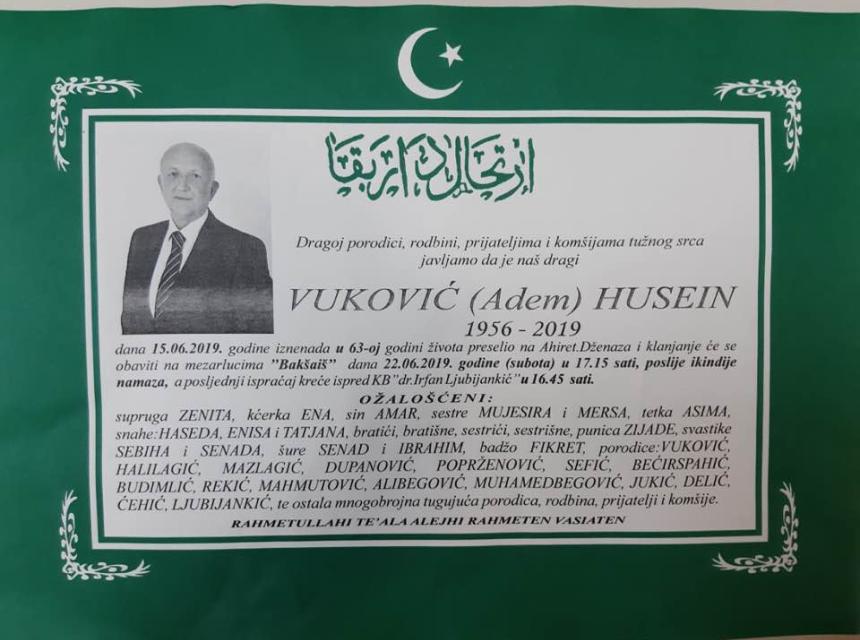 ارتحال دار بقا
Dragoj porodici, rodbini, prijateljima i komšijama tužnog srca
javljamo da je naš dragi
VUKOVIĆ (Adem) HUSEIN
1956 - 2019
dana 15.06.2019. godine iznenada u 63-oj godini života preselio na Ahiret.Dženaza i klanjanje će se
obaviti na mezarlucima "Bakšaiš" dana 22.06.2019. godine (subota) u 17.15 sati, poslije ikindije
namaza, a posljednji ispraćaj kreće ispred KB"dr.Irfan Ljubijankić"u 16.45 sati.
OŽALOŠĆENI:
supruga ZENITA, kćerka ENA, sin AMAR, sestre MUJESIRA i MERSA, tetka ASIMA,
snahe:HASEDA, ENISA i TATJANA, bratići, bratišne, sestrići, sestrišne, punica ZIJADE, svastike
SEBIHA i SENADA, šure SENAD i IBRAHIM, badžo FIKRET, porodice:VUKOVIĆ,
HALILAGIĆ, MAZLAGIĆ, DUPANOVIĆ, POPRŽENOVIĆ, SEFIĆ, BEĆIRSPAHIĆ,
BUDIMLIĆ, REKIĆ, MAHMUTOVIĆ, ALIBEGOVIĆ, MUHAMEDBEGOVIĆ, JUKIĆ, DELIĆ,
ĆEHIĆ, LJUBIJANKIĆ, te ostala mnogobrojna tugujuća porodica, rodbina, prijatelji i komšije.
RAHMETULLAHI TE'ALA ALEJHI RAHMETEN VASIATEN